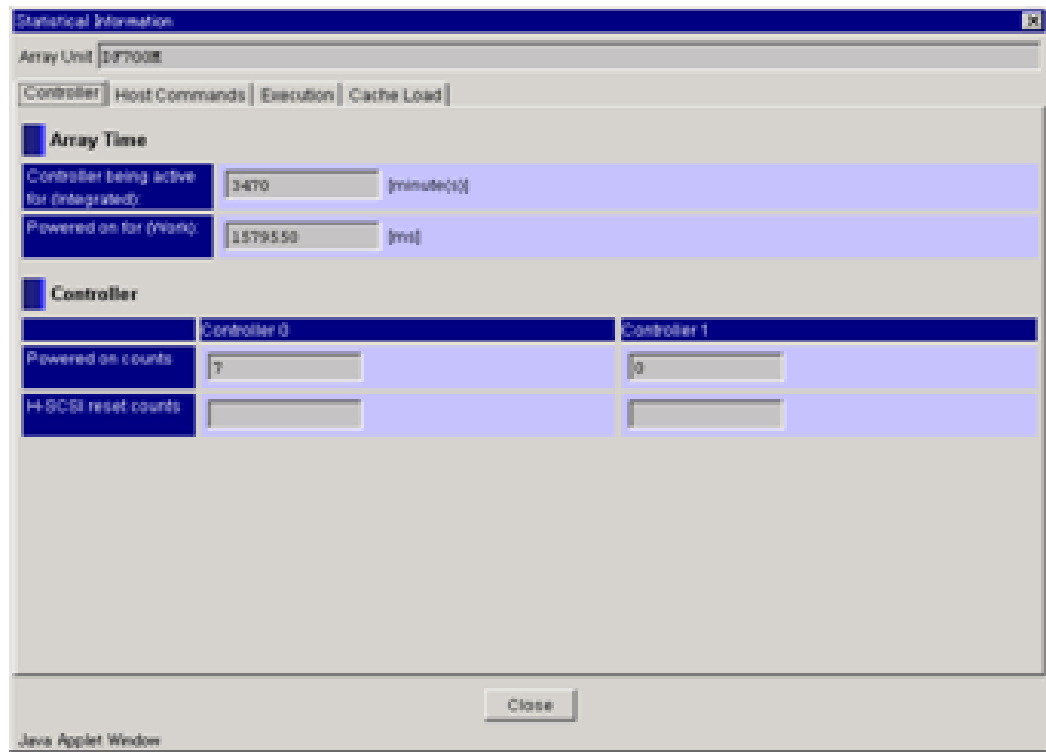 Statistical Information
Array Unit DF700M
Controller Host Commands Execution Cache Load
Array Time
Controller being active
for (Integrated):
3470 [minute(s)]
Powered on for (Work):
1579550 [ms]
Controller
Controller 0 Controller 1
Powered on counts
7 0
H-SCSI reset counts
Close
Java Applet Window